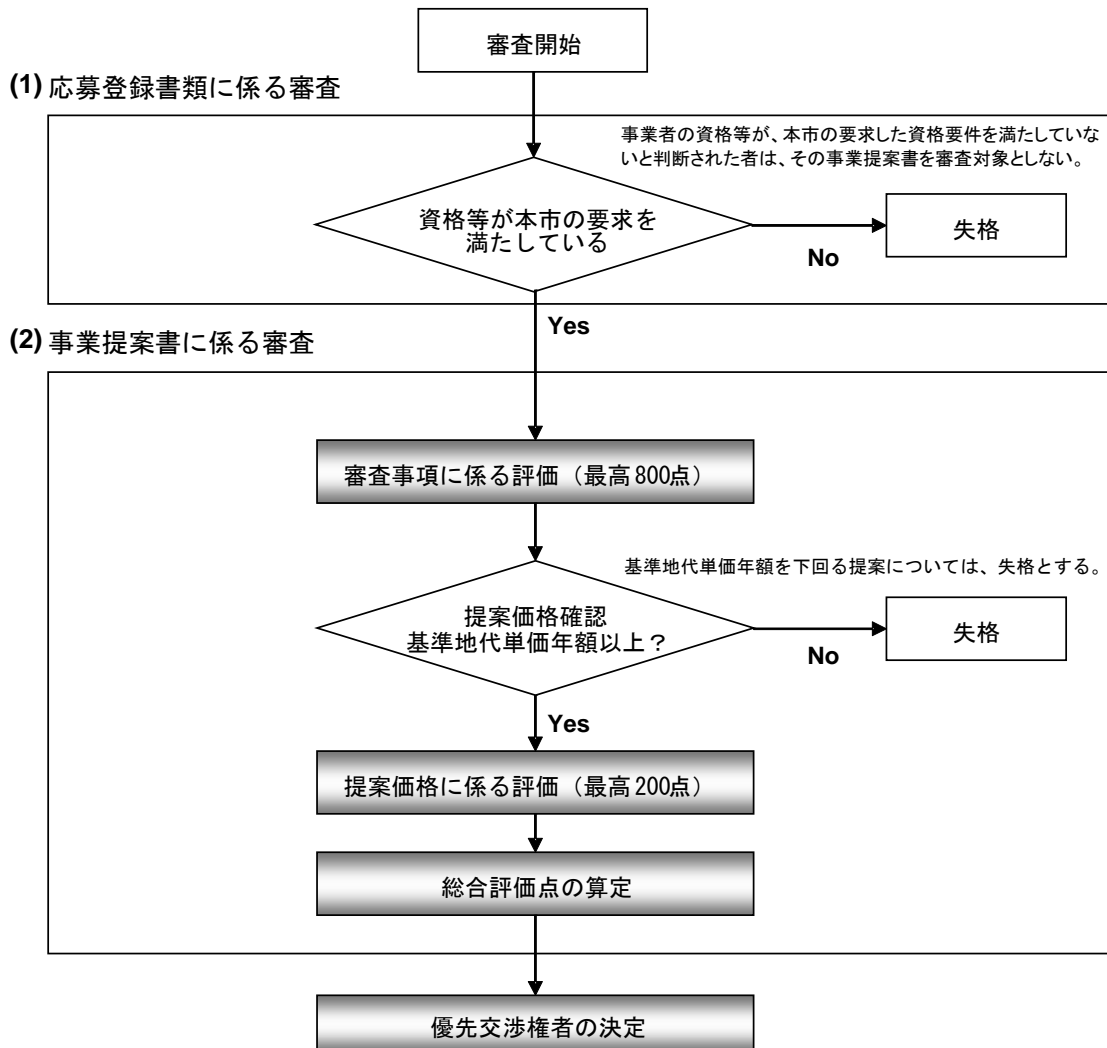 審査開始
(1) 応募登録書類に係る審査
事業者の資格等が、本市の要求した資格要件を満たしていな
いと判断された者は、その事業提案書を審査対象としない。
資格等が本市の要求を
満たしている
失格
No
Yes
(2) 事業提案書に係る審査
審査事項に係る評価（最高800点）
基準地代単価年額を下回る提案については、失格とする。
提案価格確認
基準地代単価年額以上？
失格
No
Yes
提案価格に係る評価（最高200点）
総合評価点の算定
優先交渉権者の決定